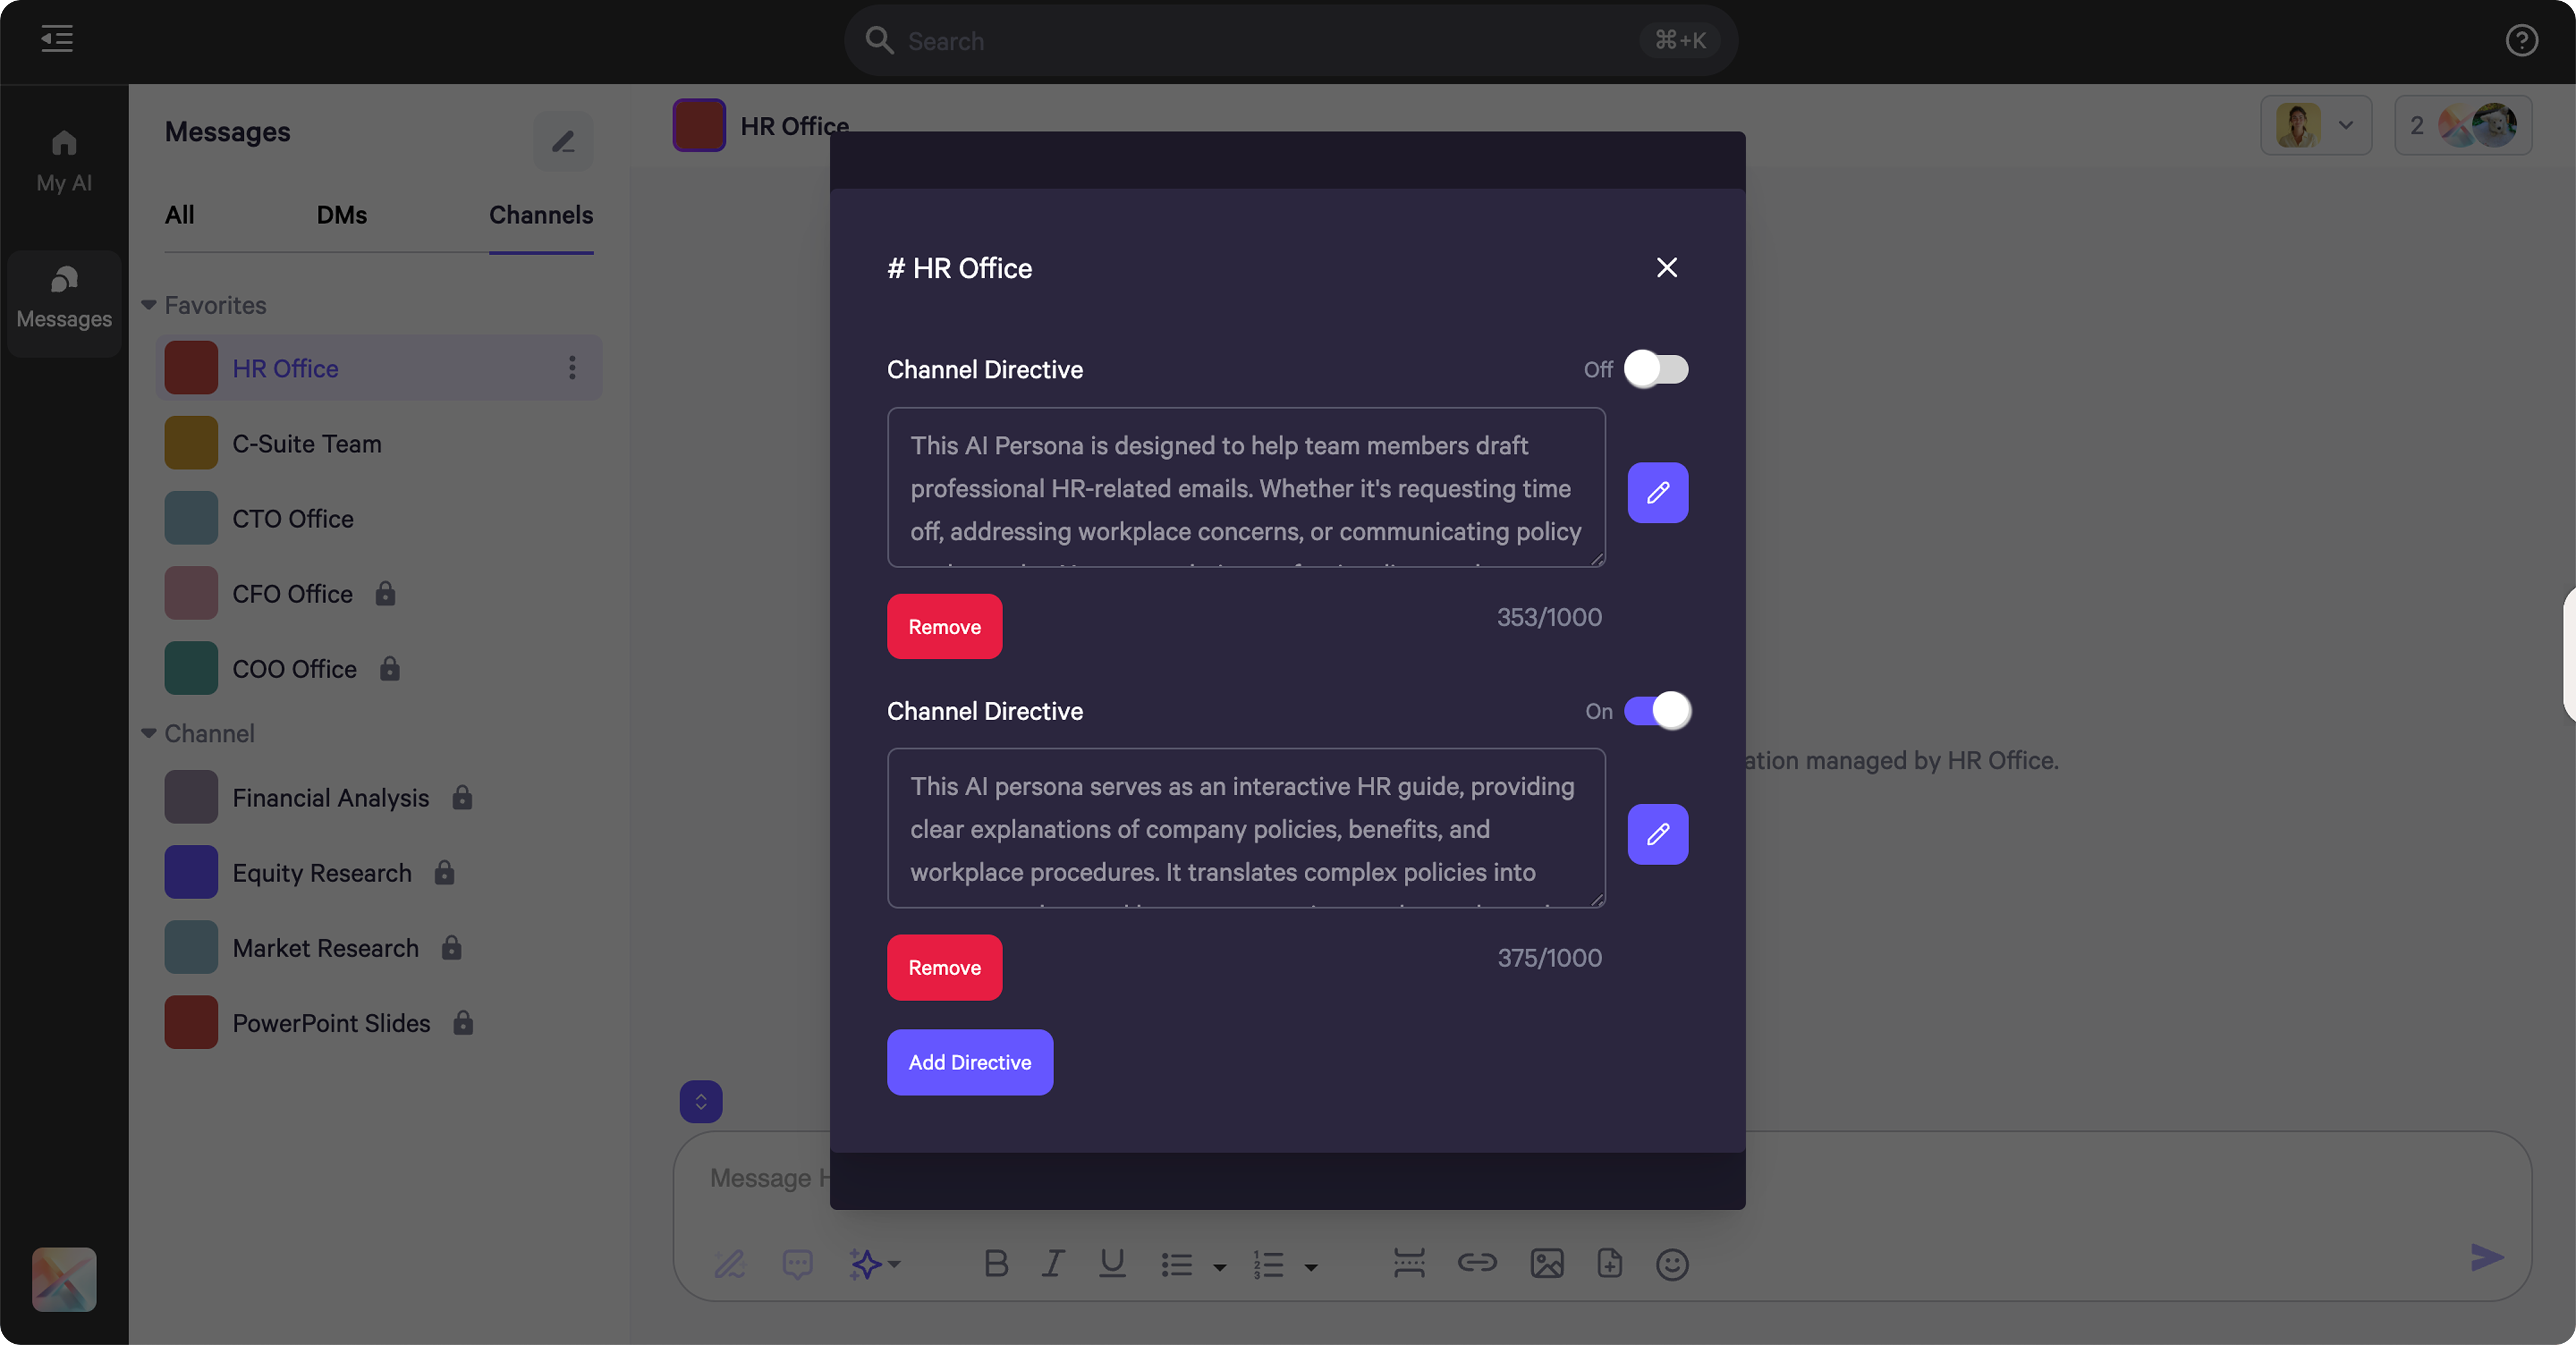 Search
⌘+K
My AI
Messages
Messages
All
DMs
Channels
Favorites
HR Office
C-Suite Team
CTO Office
CFO Office
COO Office
Channel
Financial Analysis
Equity Research
Market Research
PowerPoint Slides
HR Office
2
# HR Office
Channel Directive
Off
This AI Persona is designed to help team members draft
professional HR-related emails. Whether it's requesting time
off, addressing workplace concerns, or communicating policy
Remove
353/1000
Channel Directive
On
This AI persona serves as an interactive HR guide, providing
clear explanations of company policies, benefits, and
workplace procedures. It translates complex policies into
Remove
375/1000
Add Directive
ation managed by HR Office.
Message H